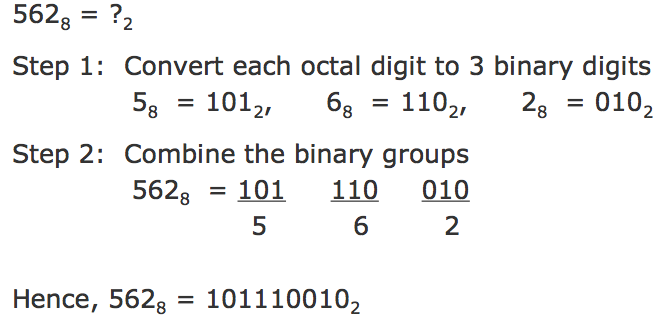 562₈ = ?₂
Step 1: Convert each octal digit to 3 binary digits
5₈ = 101₂, 6₈ = 110₂, 2₈ = 010₂
Step 2: Combine the binary groups
562₈ = 101 110 010
5 6 2
Hence, 562₈ = 101110010₂